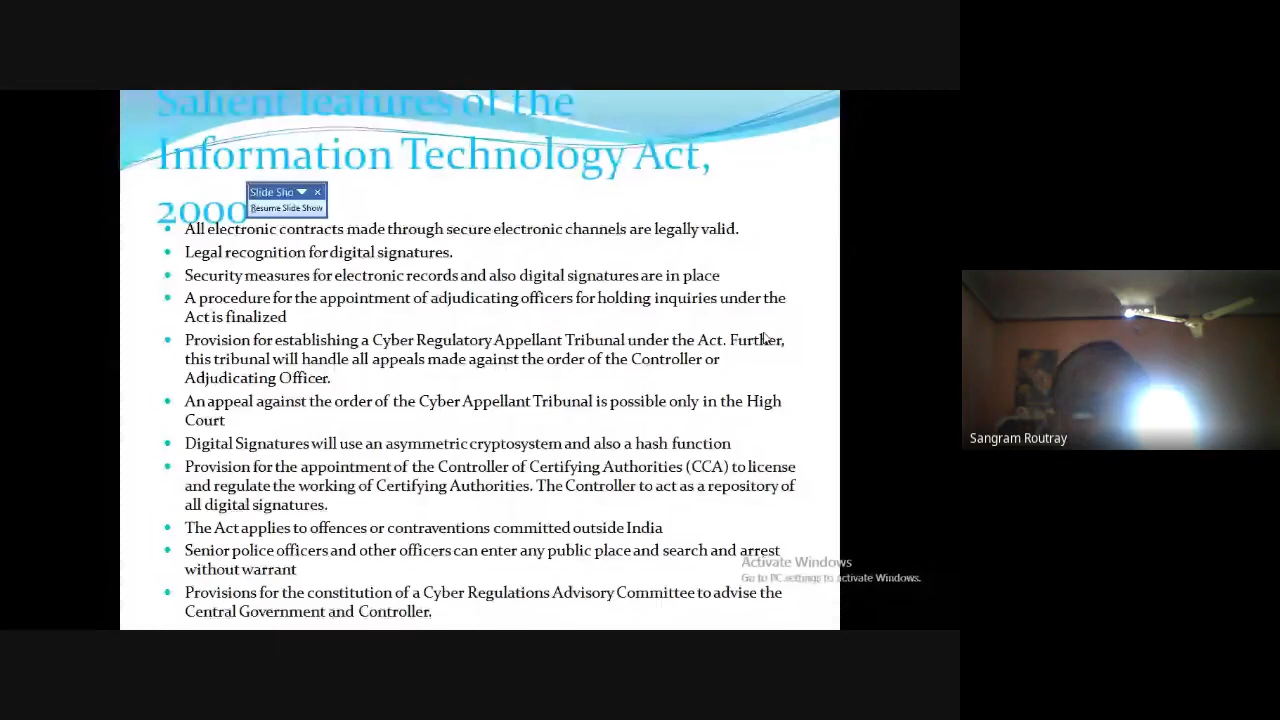 Salient features of the
Information Technology Act,
2000
Slide Sho
Resume Slide Show
• All electronic contracts made through secure electronic channels are legally valid.
• Legal recognition for digital signatures.
• Security measures for electronic records and also digital signatures are in place
• A procedure for the appointment of adjudicating officers for holding inquiries under the
Act is finalized
• Provision for establishing a Cyber Regulatory Appellant Tribunal under the Act. Further,
this tribunal will handle all appeals made against the order of the Controller or
Adjudicating Officer.
• An appeal against the order of the Cyber Appellant Tribunal is possible only in the High
Court
• Digital Signatures will use an asymmetric cryptosystem and also a hash function
• Provision for the appointment of the Controller of Certifying Authorities (CCA) to license
and regulate the working of Certifying Authorities. The Controller to act as a repository of
all digital signatures.
• The Act applies to offences or contraventions committed outside India
• Senior police officers and other officers can enter any public place and search and arrest
without warrant
• Provisions for the constitution of a Cyber Regulations Advisory Committee to advise the
Central Government and Controller.
Activate Windows
Go to PC settings to activate Windows.
Sangram Routray